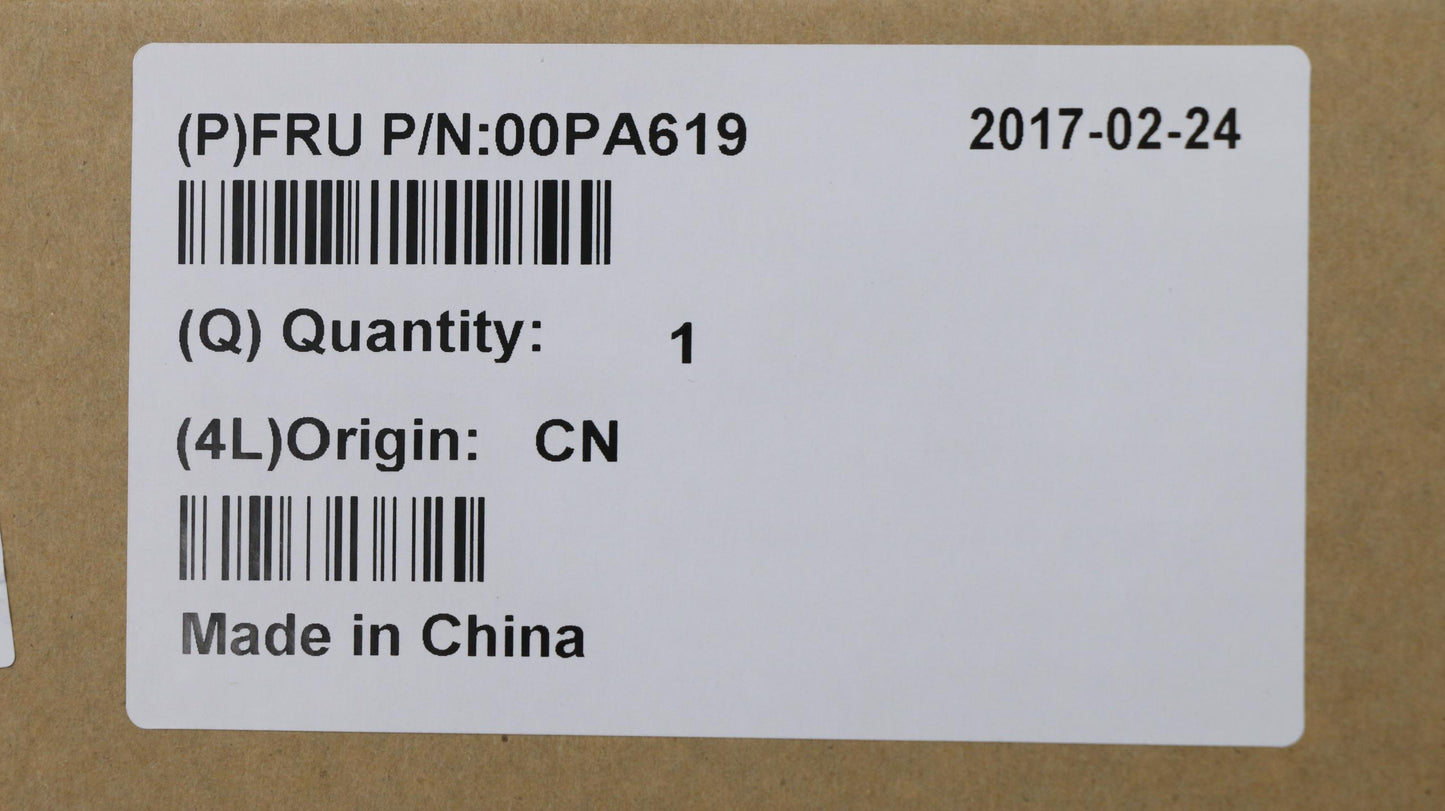 (P)FRU P/N:00PA619 2017-02-24
(Q) Quantity: 1
(4L)Origin: CN
Made in China